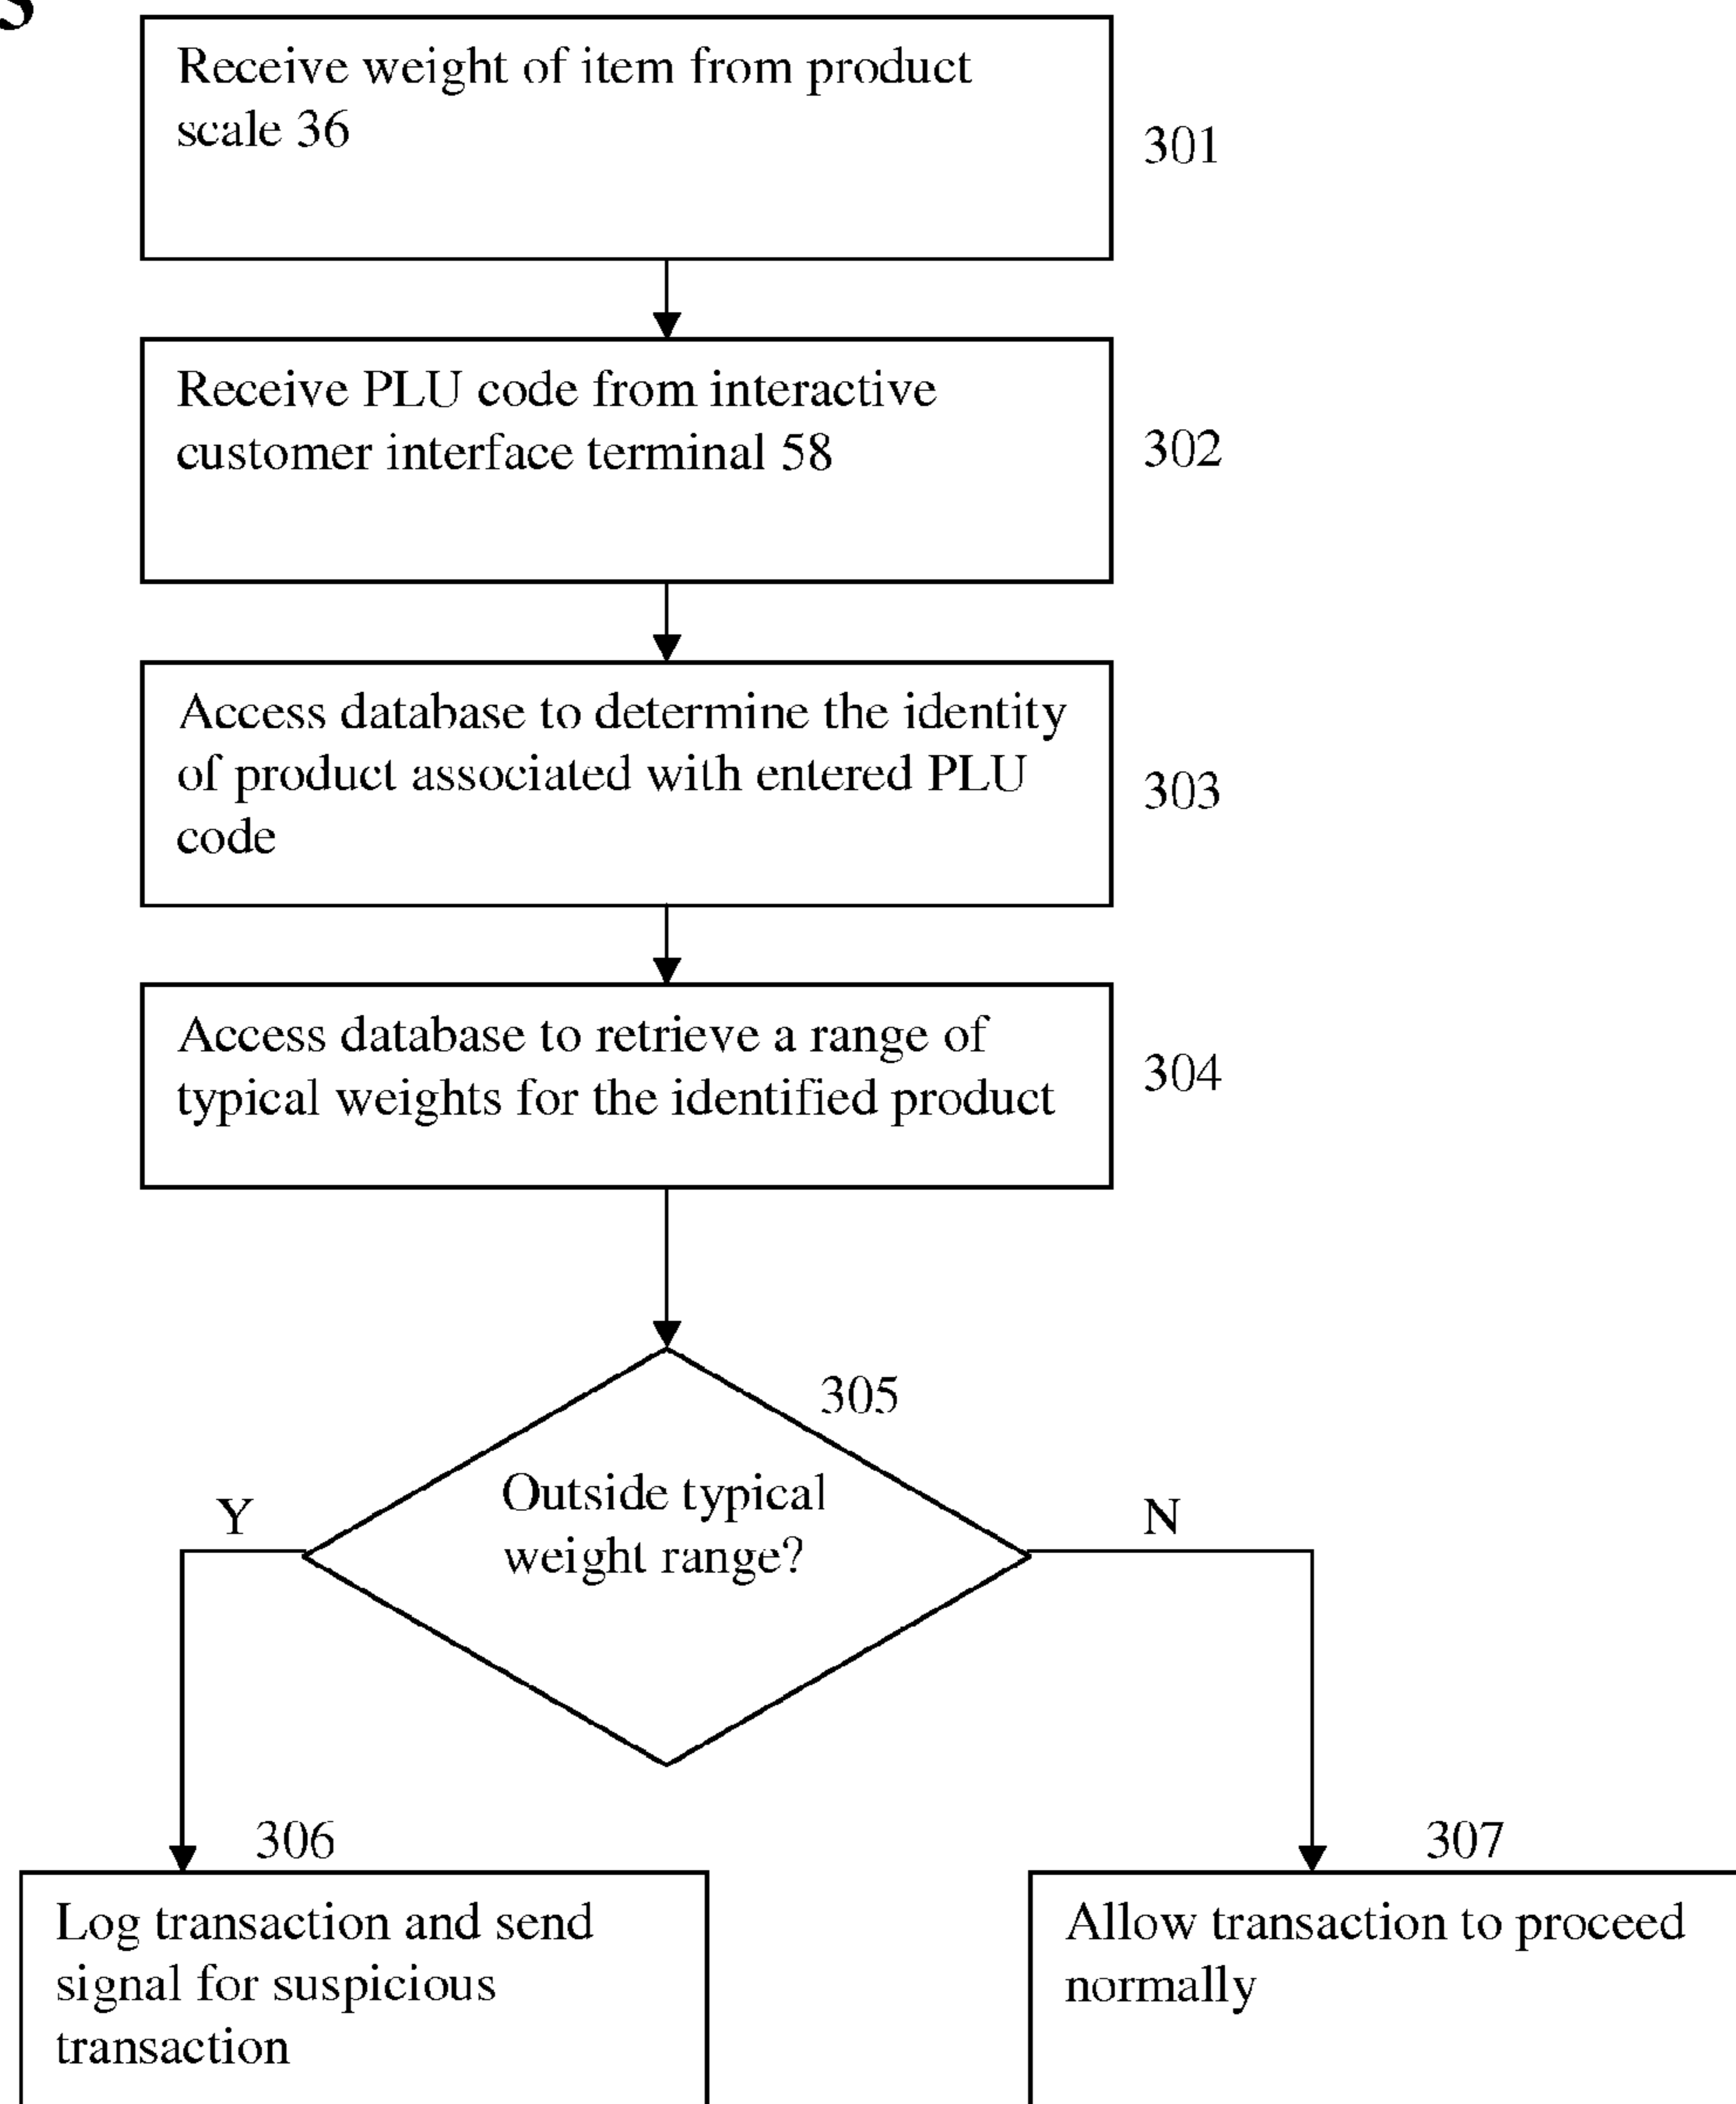 Receive weight of item from product
scale 36
301
Receive PLU code from interactive
customer interface terminal 58
302
Access database to determine the identity
of product associated with entered PLU
code
303
Access database to retrieve a range of
typical weights for the identified product
304
305
Outside typical
weight range?
Y
N
306
Log transaction and send
signal for suspicious
transaction
307
Allow transaction to proceed
normally